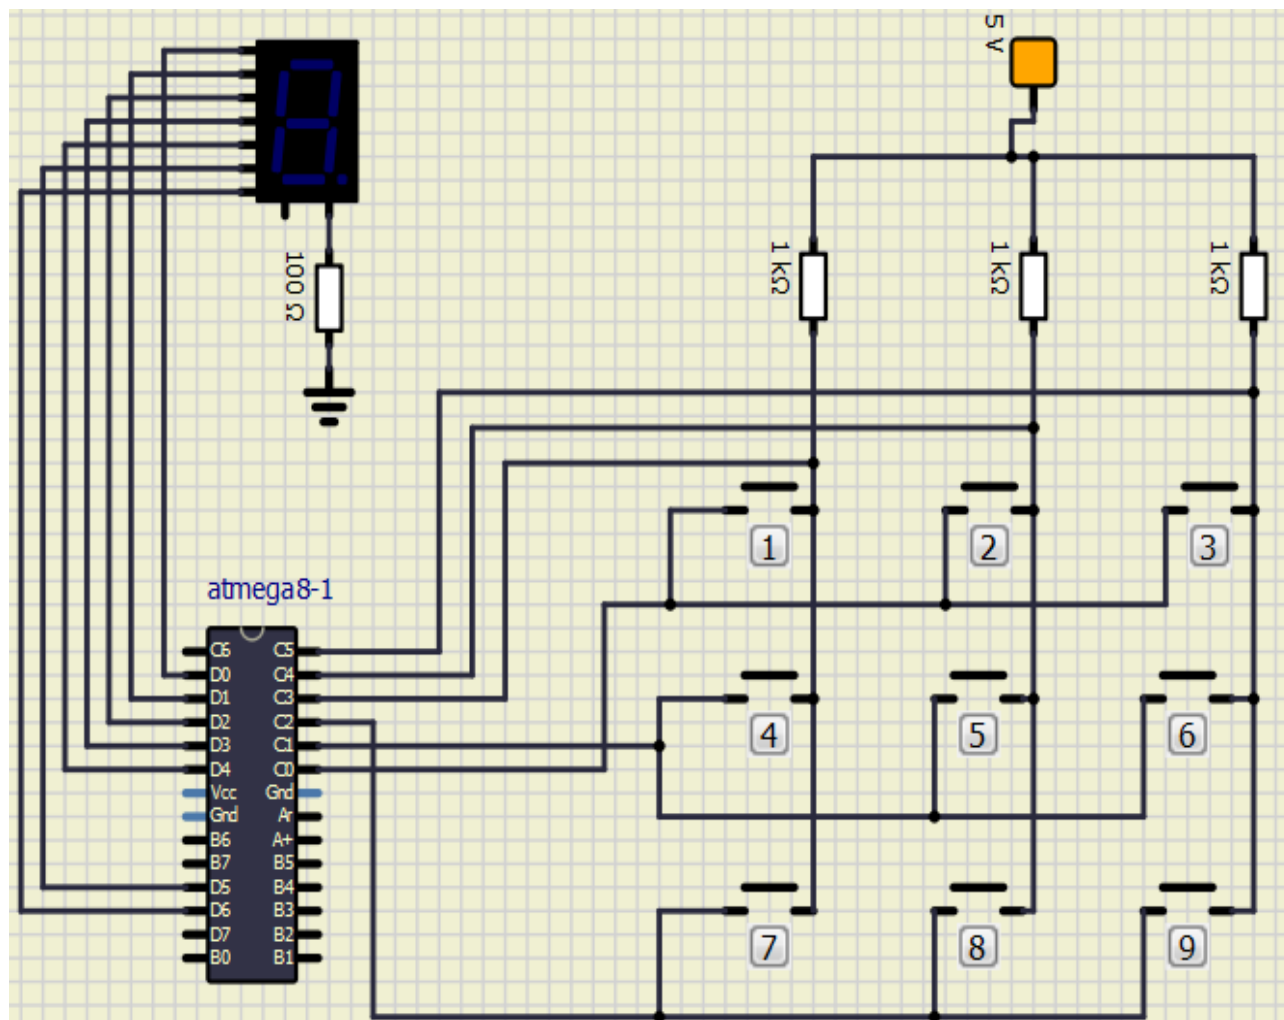 5 V
100 Ω
1 kΩ
1 kΩ
1 kΩ
1
2
3
atmega8-1
C6 C5
D0 C4
D1 C3
D2 C2
D3 C1
D4 C0
Vcc Gnd
Gnd Ar
B6 A+
B7 B5
D5 B4
D6 B3
D7 B2
B0 B1
4
5
6
7
8
9